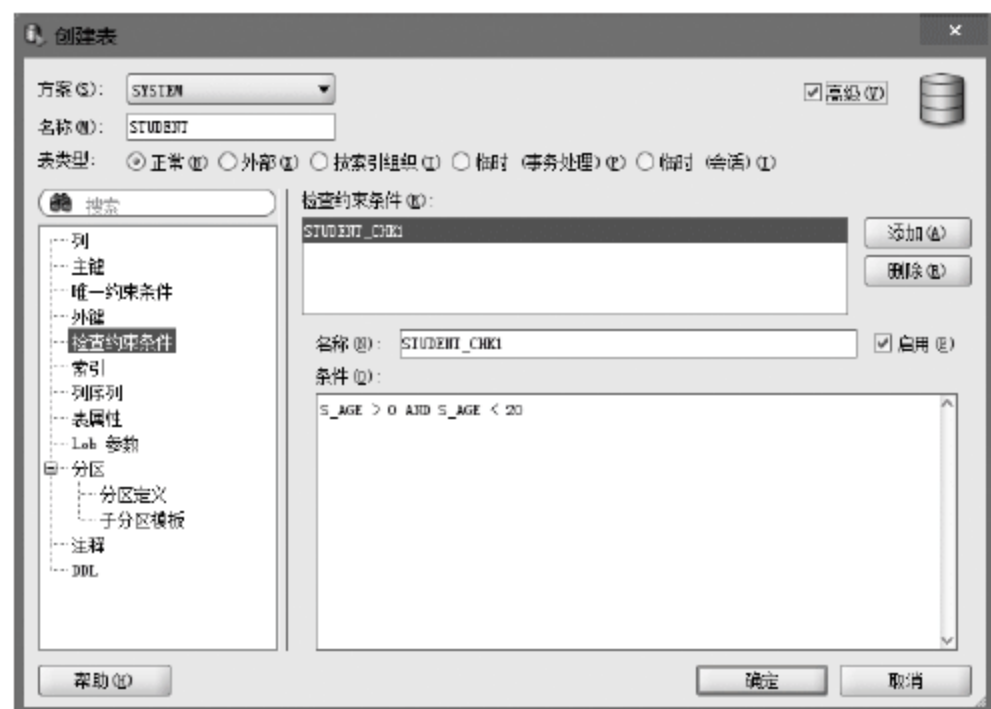 创建表
方案(S): SYSTEM
高级(V)
名称(M): STUDENT
表类型: 正常(N) 外部(X) 按索引组织(I) 临时 (事务处理)(P) 临时 (会话)(I)
搜索
列
主键
唯一约束条件
外键
检查约束条件
索引
列序列
表属性
Lob 参数
分区
分区定义
子分区模板
注释
DDL
检查约束条件(K):
STUDENT_CHK1
添加(A)
删除(R)
名称(N): STUDENT_CHK1
启用(E)
条件(O):
S_AGE > 0 AND S_AGE < 20
帮助(H)
确定
取消